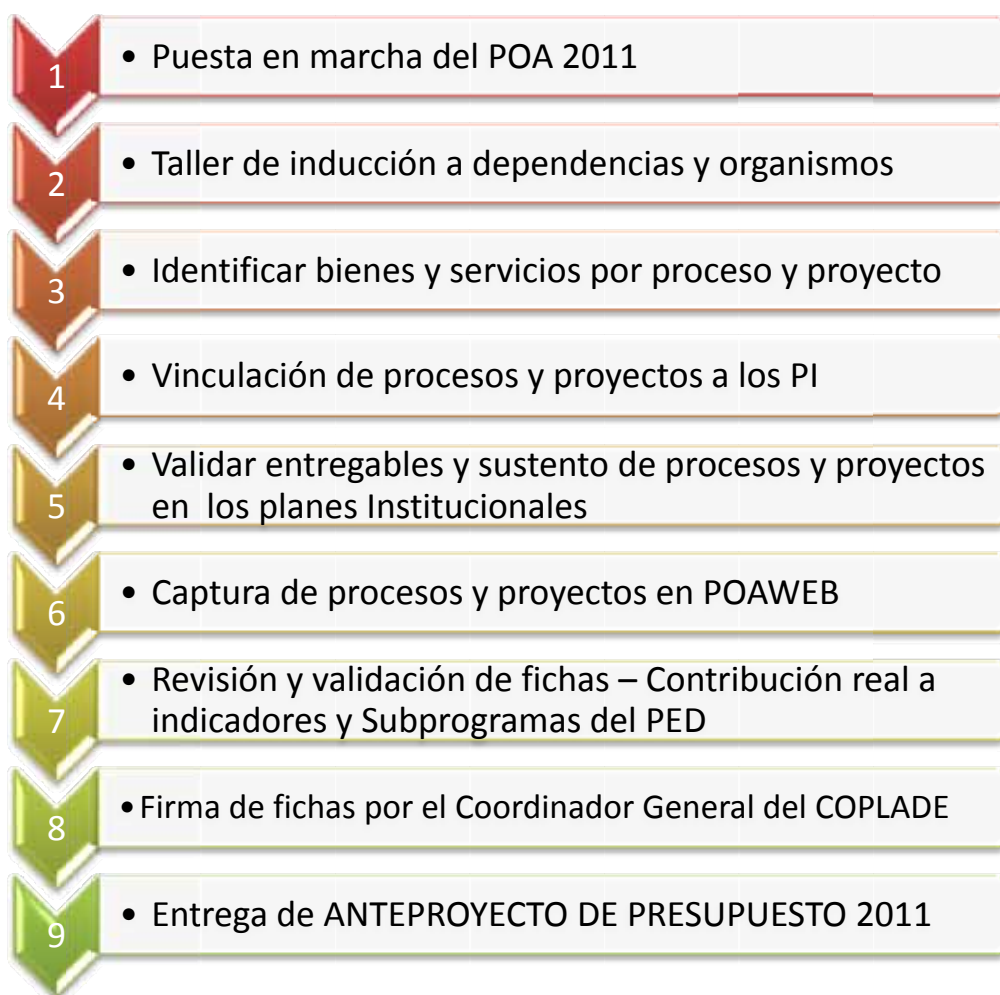 1
• Puesta en marcha del POA 2011
2
• Taller de inducción a dependencias y organismos
3
• Identificar bienes y servicios por proceso y proyecto
4
• Vinculación de procesos y proyectos a los PI
5
• Validar entregables y sustento de procesos y proyectos
en los planes Institucionales
6
• Captura de procesos y proyectos en POAWEB
7
• Revisión y validación de fichas – Contribución real a
indicadores y Subprogramas del PED
8
•Firma de fichas por el Coordinador General del COPLADE
9
• Entrega de ANTEPROYECTO DE PRESUPUESTO 2011